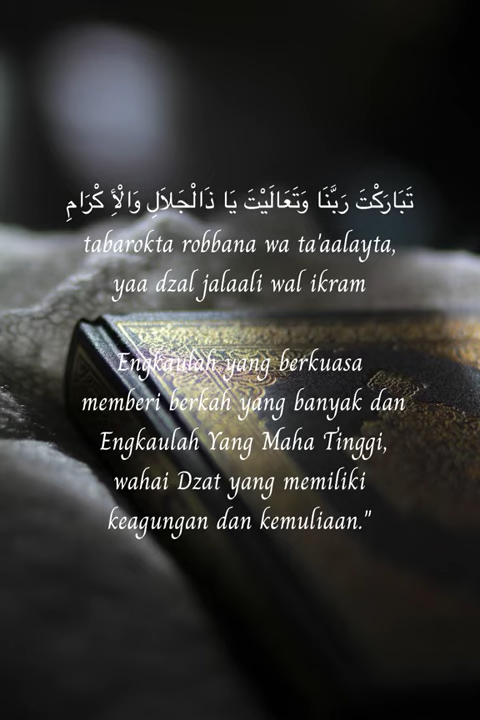 تَبَارَكْتَ رَبَّنَا وَتَعَالَيْتَ يَا ذَالْجَلاَلِ وَالْأِ كْرَامِ
tabarokta robbana wa ta'aalayta,
yaa dzal jalaali wal ikram
Engkaulah yang berkuasa
memberi berkah yang banyak dan
Engkaulah Yang Maha Tinggi,
wahai Dzat yang memiliki
keagungan dan kemuliaan."